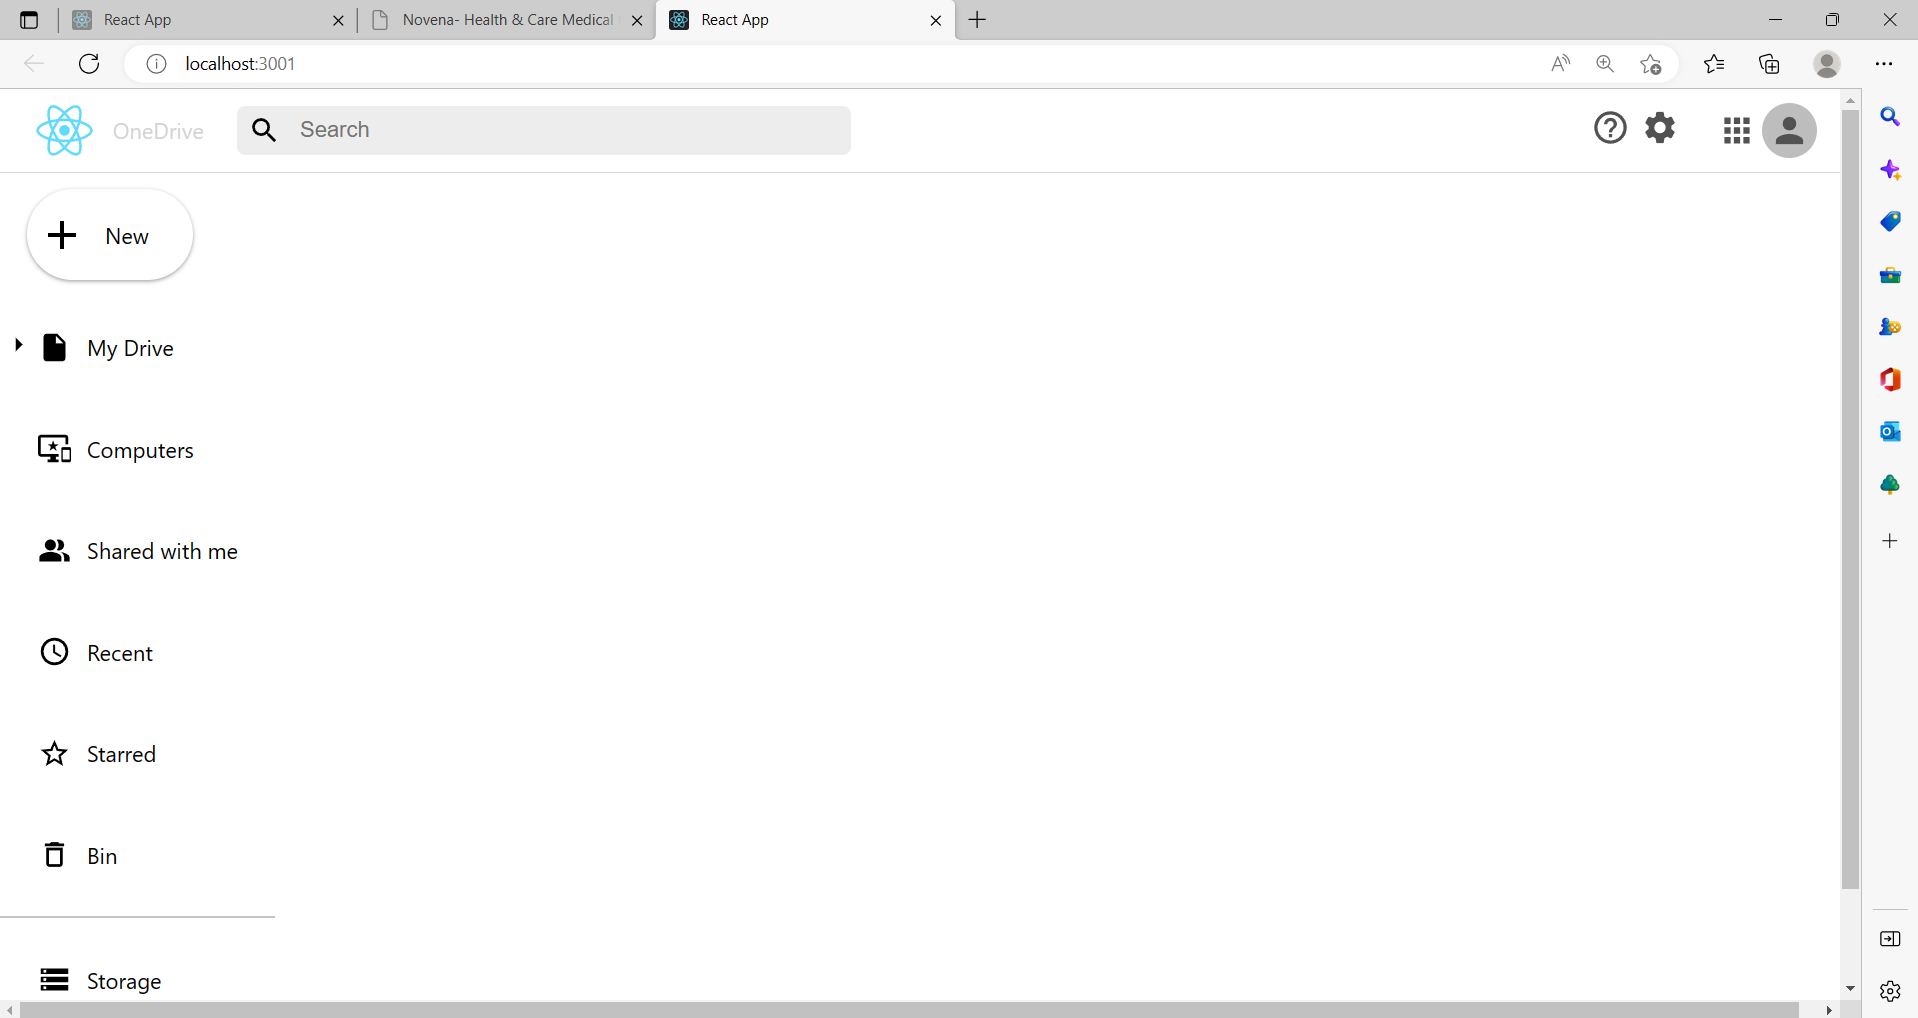 React App
Novena- Health & Care Medical
React App
localhost:3001
OneDrive
Search
New
My Drive
Computers
Shared with me
Recent
Starred
Bin
Storage